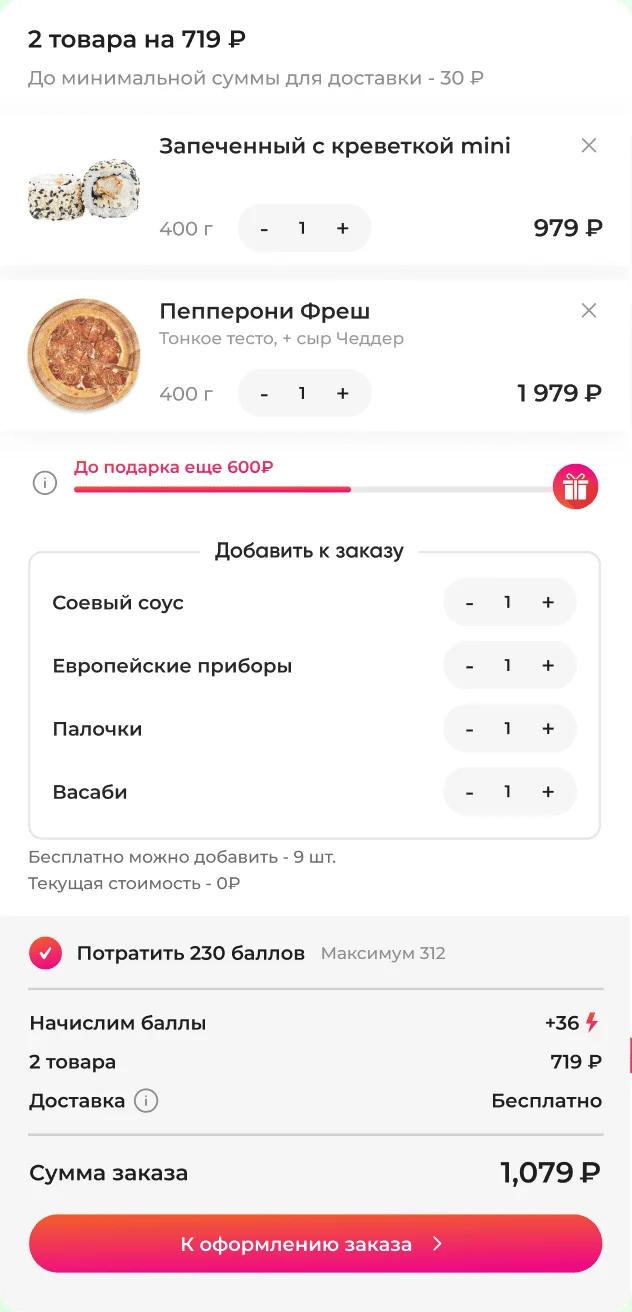 2 товара на 719 ₽
До минимальной суммы для доставки - 30 ₽
Запеченный с креветкой mini
400 г - 1 + 979 ₽
Пепперони Фреш
Тонкое тесто, + сыр Чеддер
400 г - 1 + 1 979 ₽
До подарка еще 600₽
Добавить к заказу
Соевый соус - 1 +
Европейские приборы - 1 +
Палочки - 1 +
Васаби - 1 +
Бесплатно можно добавить - 9 шт.
Текущая стоимость - 0₽
Потратить 230 баллов Максимум 312
Начислим баллы +36
2 товара 719 ₽
Доставка Бесплатно
Сумма заказа 1,079 ₽
К оформлению заказа